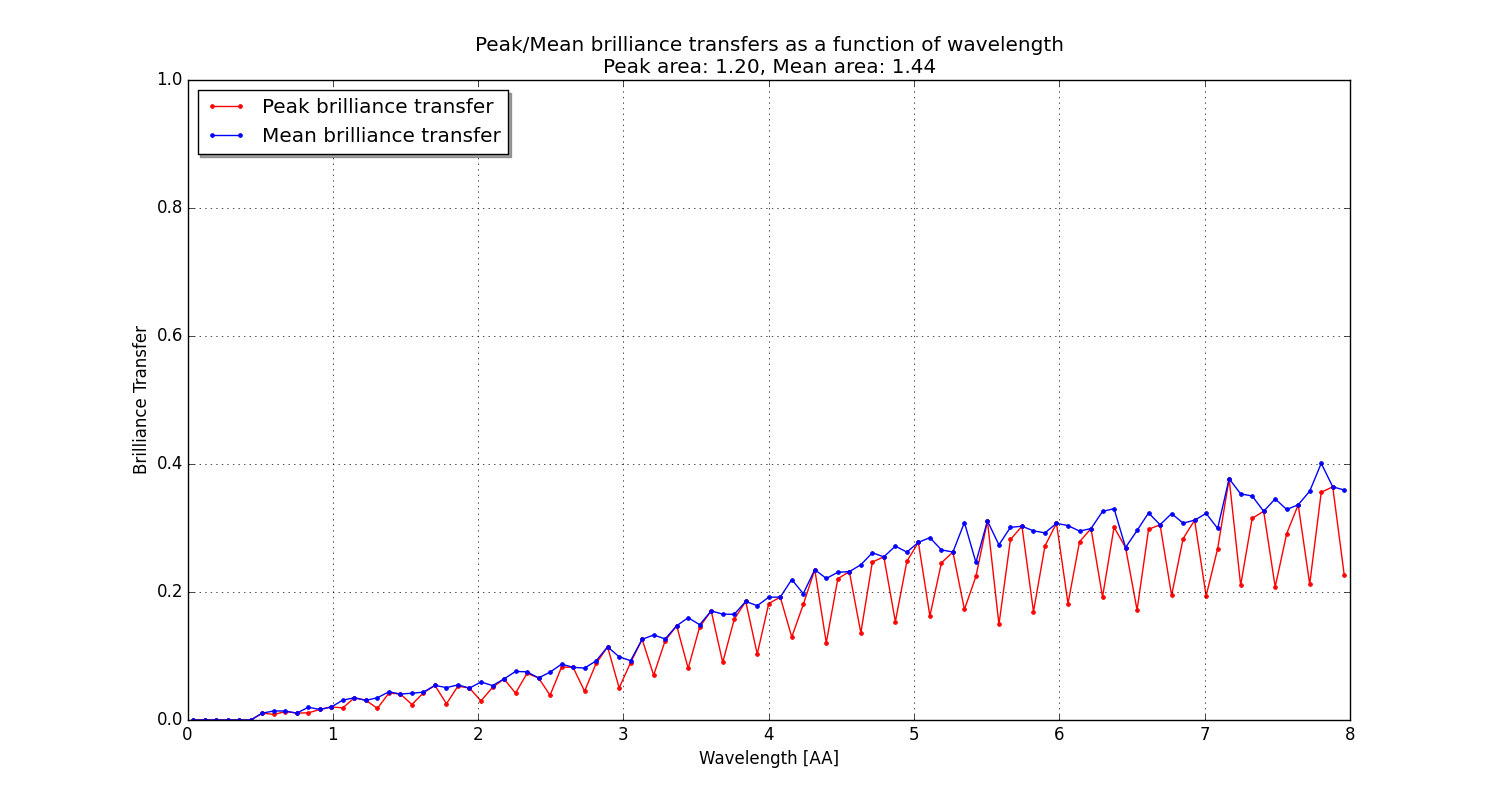 Peak/Mean brilliance transfers as a function of wavelength
Peak area: 1.20, Mean area: 1.44
Peak brilliance transfer
Mean brilliance transfer
1.0
0.8
0.6
0.4
0.2
0.0
Brilliance Transfer
0 1 2 3 4 5 6 7 8
Wavelength [AA]